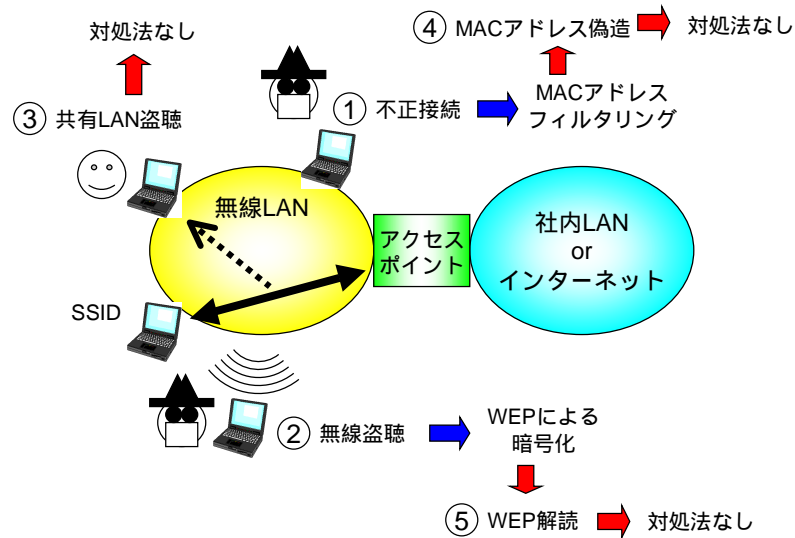 対処法なし
④ MACアドレス偽造
対処法なし
③ 共有LAN盗聴
① 不正接続
MACアドレス
フィルタリング
無線LAN
アクセス
ポイント
社内LAN
or
インターネット
SSID
② 無線盗聴
WEPによる
暗号化
⑤ WEP解読
対処法なし